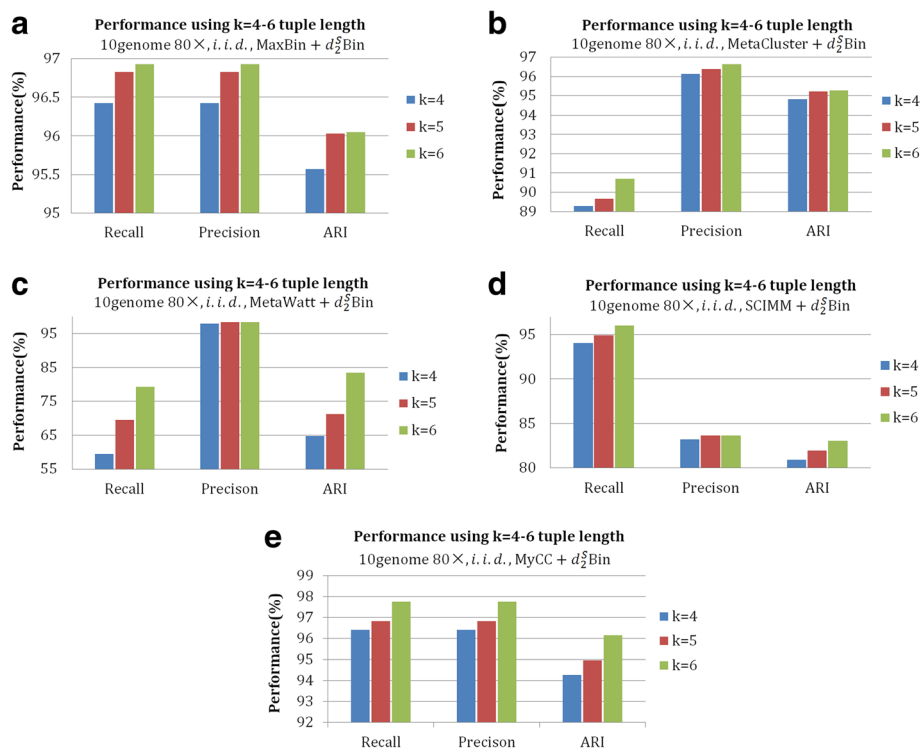 a
Performance using k=4-6 tuple length
10genome 80×, i. i. d., MaxBin + d₂ˢBin
Performance(%)
97
96.5
96
95.5
95
Recall
Precision
ARI
k=4
k=5
k=6
b
Performance using k=4-6 tuple length
10genome 80×, i. i. d., MetaCluster + d₂ˢBin
Performance(%)
97
96
95
94
93
92
91
90
89
Recall
Precision
ARI
k=4
k=5
k=6
c
Performance using k=4-6 tuple length
10genome 80×, i. i. d., MetaWatt + d₂ˢBin
Performance(%)
95
85
75
65
55
Recall
Precison
ARI
k=4
k=5
k=6
d
Performance using k=4-6 tuple length
10genome 80×, i. i. d., SCIMM + d₂ˢBin
Performance(%)
95
90
85
80
Recall
Precision
ARI
k=4
k=5
k=6
e
Performance using k=4-6 tuple length
10genome 80×, i. i. d., MyCC + d₂ˢBin
Performance(%)
99
98
97
96
95
94
93
92
Recall
Precison
ARI
k=4
k=5
k=6